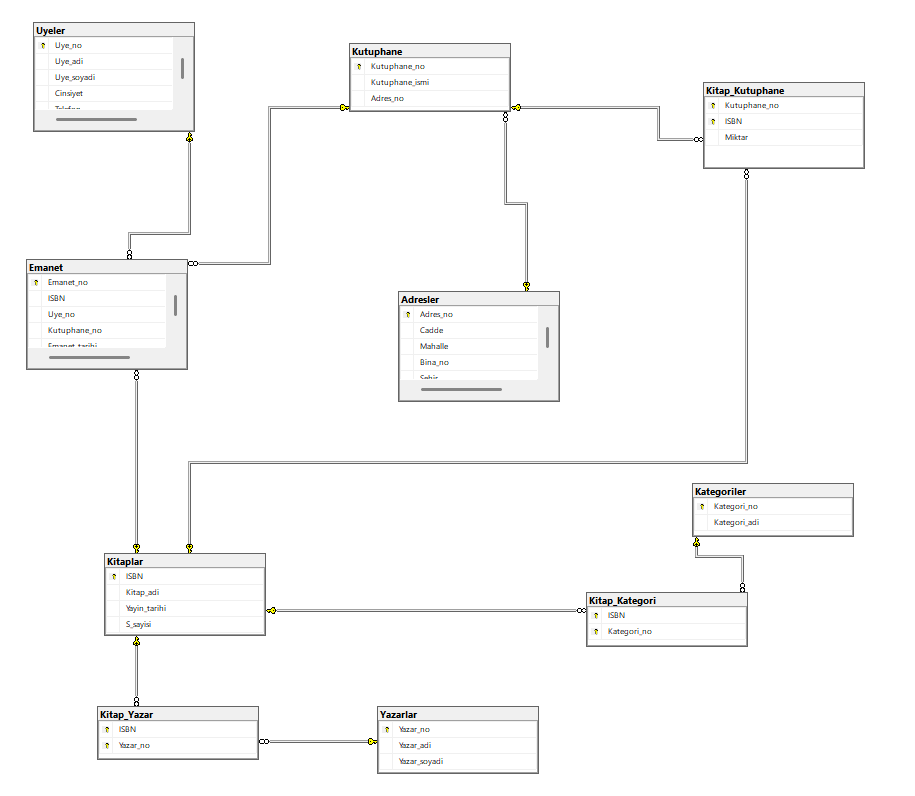 Uyeler
Uye_no
Uye_adi
Uye_soyadi
Cinsiyet
Telefon
Kutuphane
Kutuphane_no
Kutuphane_ismi
Adres_no
Kitap_Kutuphane
Kutuphane_no
ISBN
Miktar
Emanet
Emanet_no
ISBN
Uye_no
Kutuphane_no
Emanet_tarihi
Adresler
Adres_no
Cadde
Mahalle
Bina_no
Sehir
Kategoriler
Kategori_no
Kategori_adi
Kitaplar
ISBN
Kitap_adi
Yayin_tarihi
S_sayisi
Kitap_Kategori
ISBN
Kategori_no
Kitap_Yazar
ISBN
Yazar_no
Yazarlar
Yazar_no
Yazar_adi
Yazar_soyadi